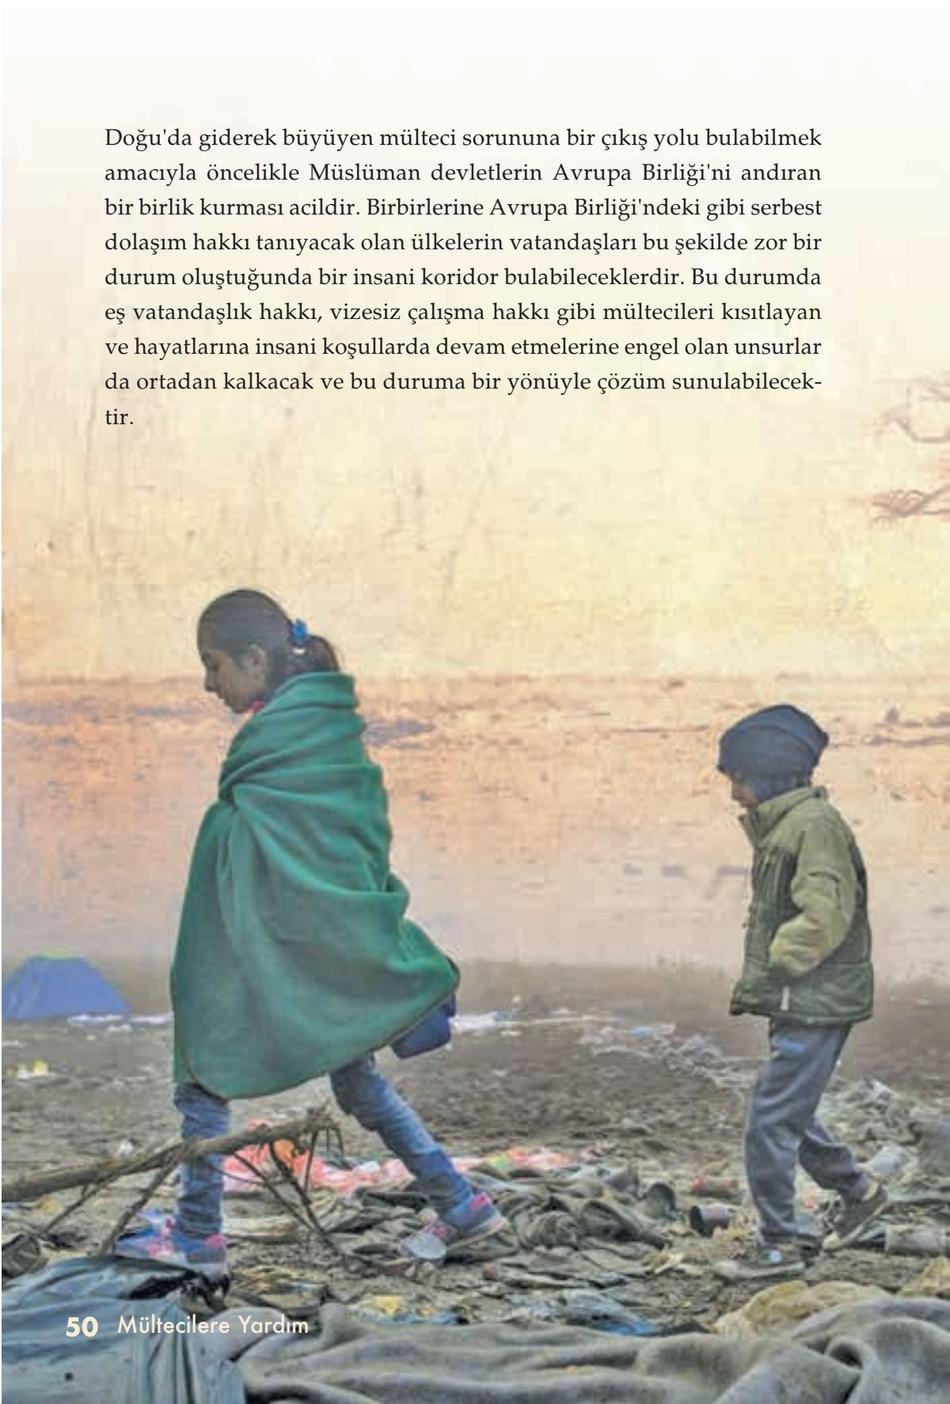 Doğu'da giderek büyüyen mülteci sorununa bir çıkış yolu bulabilmek
amacıyla öncelikle Müslüman devletlerin Avrupa Birliği'ni andıran
bir birlik kurması acildir. Birbirlerine Avrupa Birliği'ndeki gibi serbest
dolaşım hakkı tanıyacak olan ülkelerin vatandaşları bu şekilde zor bir
durum oluştuğunda bir insani koridor bulabileceklerdir. Bu durumda
eş vatandaşlık hakkı, vizesiz çalışma hakkı gibi mültecileri kısıtlayan
ve hayatlarına insani koşullarda devam etmelerine engel olan unsurlar
da ortadan kalkacak ve bu duruma bir yönüyle çözüm sunulabilecek-
tir.
50 Mültecilere Yardım